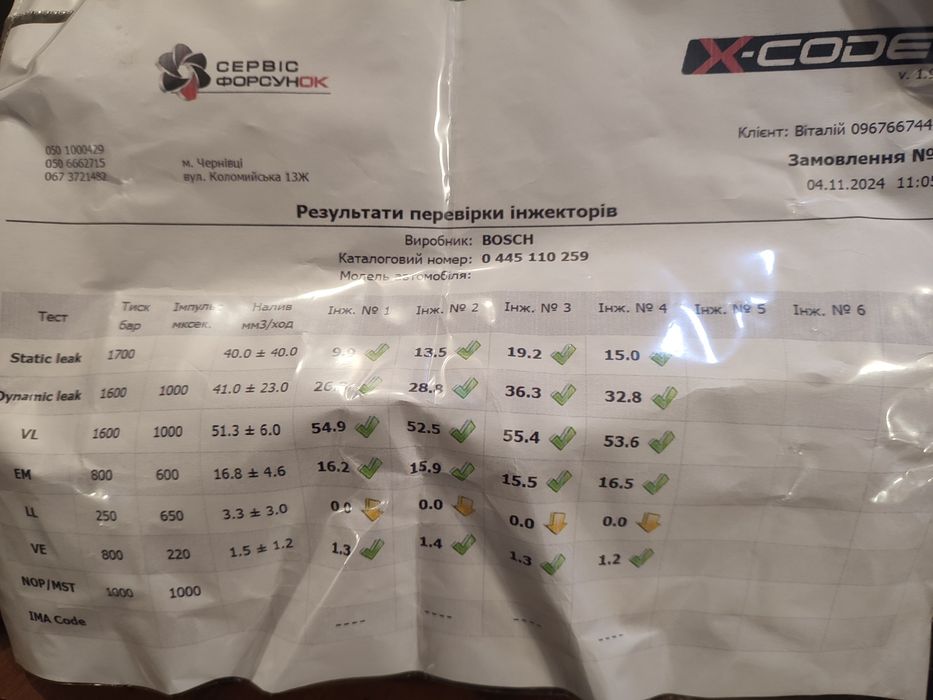 СЕРВІС
ФОРСУНОК
X-CODE
v. 1.9
050 1000429
050 6662715
067 3721482
м. Чернівці
вул. Коломийська 13Ж
Клієнт: Віталій 096766744
Замовлення №
04.11.2024 11:05
Результати перевірки інжекторів
Виробник: BOSCH
Каталоговий номер: 0 445 110 259
Модель автомобіля:
Тест Тиск бар Імпульс мксек. Налив мм3/ход Інж. № 1 Інж. № 2 Інж. № 3 Інж. № 4 Інж. № 5 Інж. № 6
Static leak 1700 40.0 ± 40.0 9.9 13.5 19.2 15.0
Dynamic leak 1600 1000 41.0 ± 23.0 28.8 36.3 32.8
VL 1600 1000 51.3 ± 6.0 54.9 52.5 55.4 53.6
EM 800 600 16.8 ± 4.6 16.2 15.9 15.5 16.5
LL 250 650 3.3 ± 3.0 0.0 0.0 0.0 0.0
VE 800 220 1.5 ± 1.2 1.3 1.4 1.3 1.2
NOP/MST 1000 1000
IMA Code ---- ---- ---- ----